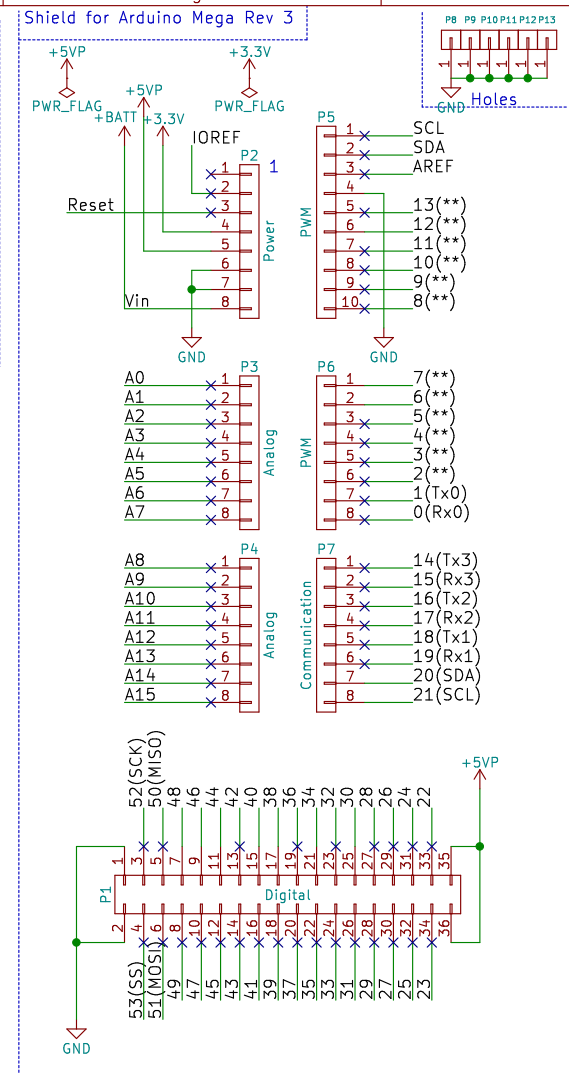 Shield for Arduino Mega Rev 3
P8 P9 P10 P11 P12 P13
1 1 1 1 1 1
GND
Holes
+5VP
+3.3V
PWR_FLAG
PWR_FLAG
+5VP
+BATT
+3.3V
IOREF
P2
1
Power
1
2
Reset 3
4
5
6
7
Vin 8
GND
P5
PWM
1 SCL
2 SDA
3 AREF
4
5 13(**)
6 12(**)
7 11(**)
8 10(**)
9 9(**)
10 8(**)
GND
P3
Analog
A0 1
A1 2
A2 3
A3 4
A4 5
A5 6
A6 7
A7 8
P6
PWM
1 7(**)
2 6(**)
3 5(**)
4 4(**)
5 3(**)
6 2(**)
7 1(Tx0)
8 0(Rx0)
P4
Analog
A8 1
A9 2
A10 3
A11 4
A12 5
A13 6
A14 7
A15 8
P7
Communication
1 14(Tx3)
2 15(Rx3)
3 16(Tx2)
4 17(Rx2)
5 18(Tx1)
6 19(Rx1)
7 20(SDA)
8 21(SCL)
+5VP
52(SCK) 50(MISO) 48 46 44 42 40 38 36 34 32 30 28 26 24 22
1 3 5 7 9 11 13 15 17 19 21 23 25 27 29 31 33 35
P1
Digital
2 4 6 8 10 12 14 16 18 20 22 24 26 28 30 32 34 36
53(SS) 51(MOSI) 49 47 45 43 41 39 37 35 33 31 29 27 25 23
GND